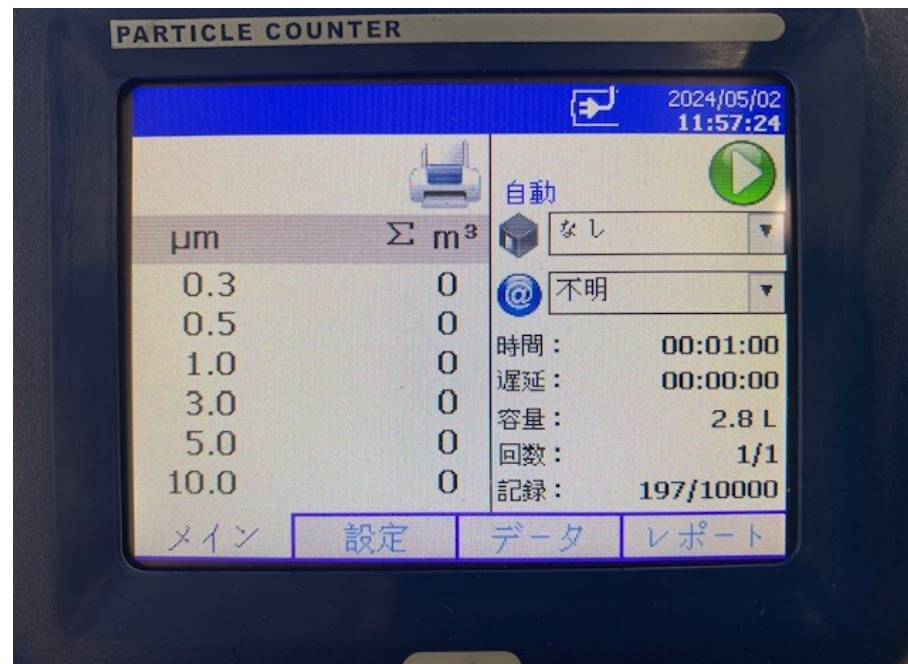 PARTICLE COUNTER
2024/05/02
11:57:24
μm Σ m³
0.3 0
0.5 0
1.0 0
3.0 0
5.0 0
10.0 0
自動
なし
@ 不明
時間： 00:01:00
遅延： 00:00:00
容量： 2.8 L
回数： 1/1
記録： 197/10000
メイン 設定 データ レポート